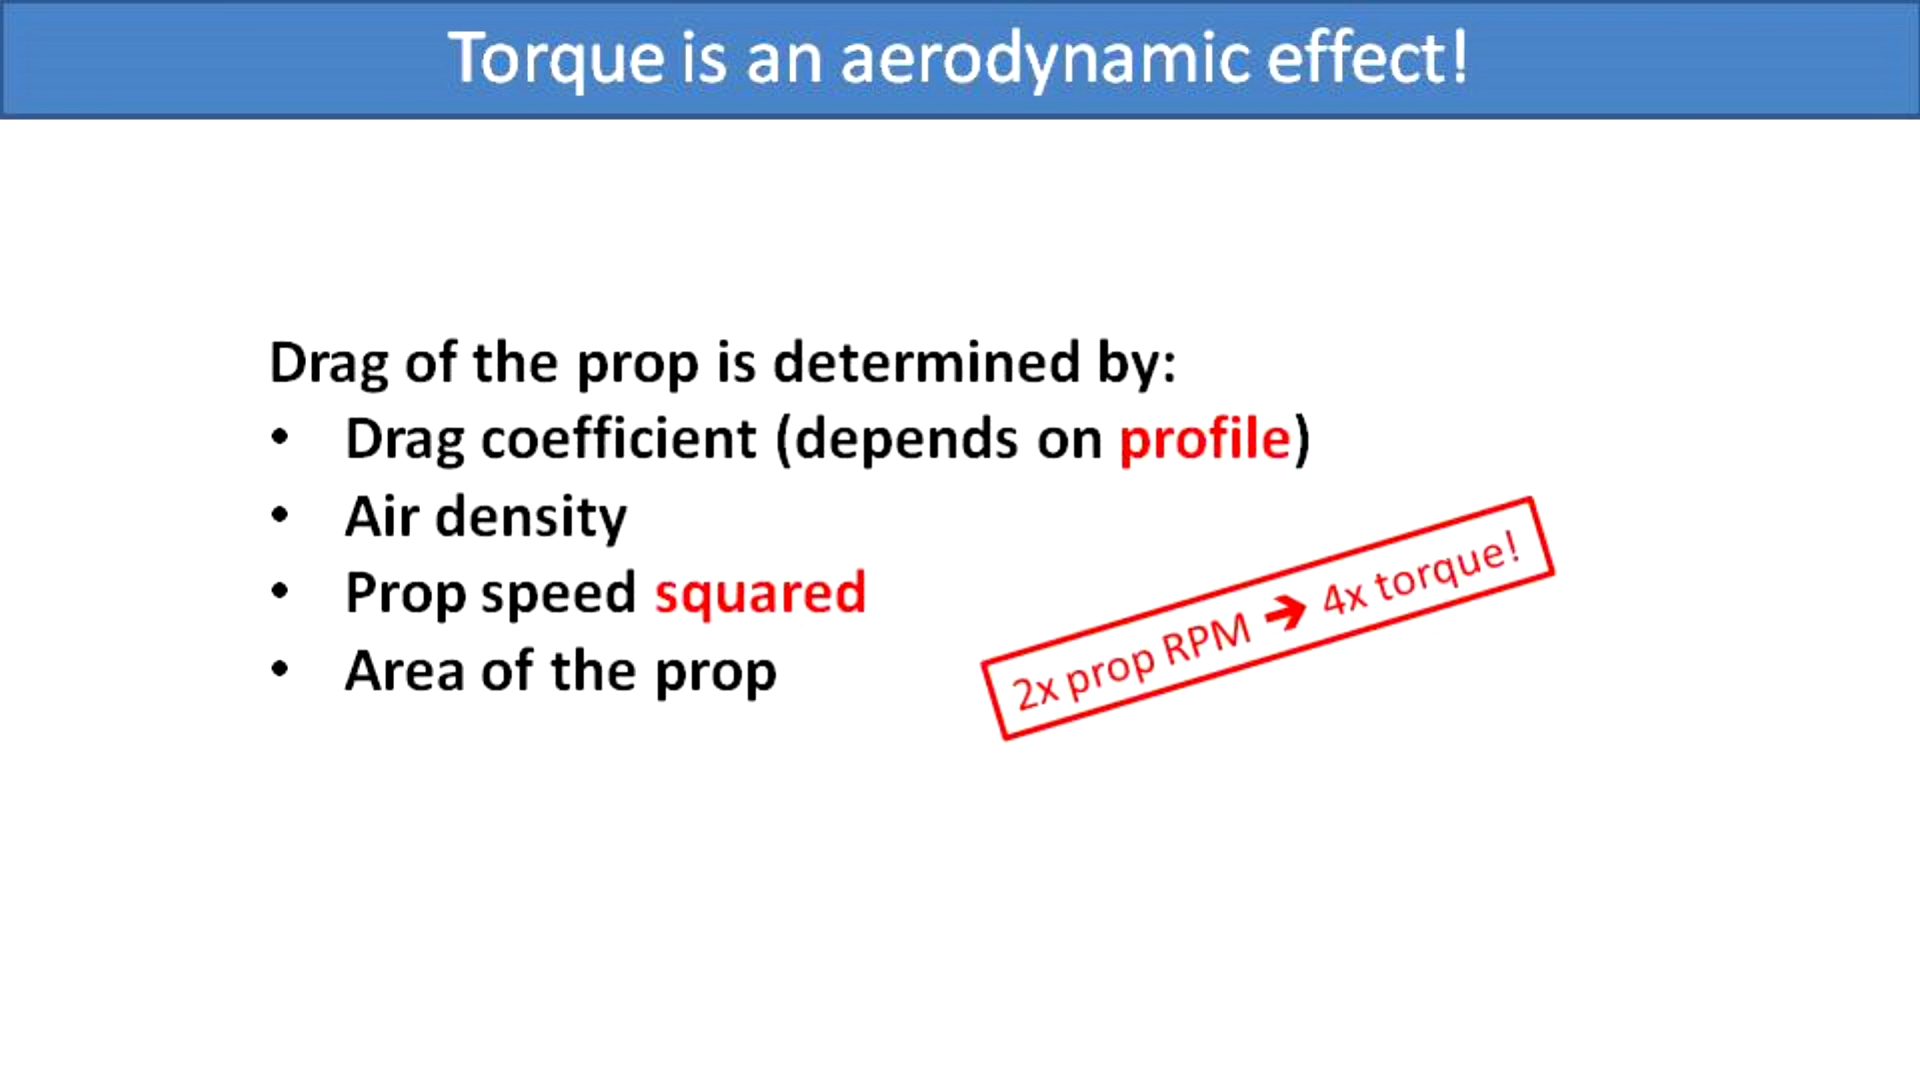 Torque is an aerodynamic effect!
Drag of the prop is determined by:
• Drag coefficient (depends on profile)
• Air density
• Prop speed squared
• Area of the prop
2x prop RPM ➔ 4x torque!